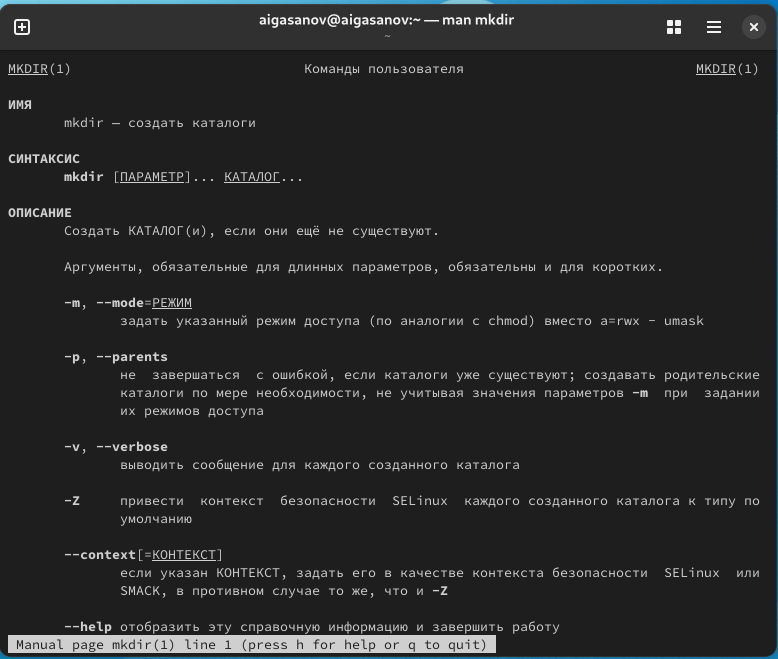 aigasanov@aigasanov:~ — man mkdir
~
MKDIR(1) Команды пользователя MKDIR(1)
ИМЯ
mkdir — создать каталоги
СИНТАКСИС
mkdir [ПАРАМЕТР]... КАТАЛОГ...
ОПИСАНИЕ
Создать КАТАЛОГ(и), если они ещё не существуют.
Аргументы, обязательные для длинных параметров, обязательны и для коротких.
-m, --mode=РЕЖИМ
задать указанный режим доступа (по аналогии с chmod) вместо a=rwx - umask
-p, --parents
не завершаться с ошибкой, если каталоги уже существуют; создавать родительские
каталоги по мере необходимости, не учитывая значения параметров -m при задании
их режимов доступа
-v, --verbose
выводить сообщение для каждого созданного каталога
-Z привести контекст безопасности SELinux каждого созданного каталога к типу по
умолчанию
--context[=КОНТЕКСТ]
если указан КОНТЕКСТ, задать его в качестве контекста безопасности SELinux или
SMACK, в противном случае то же, что и -Z
--help отобразить эту справочную информацию и завершить работу
Manual page mkdir(1) line 1 (press h for help or q to quit)